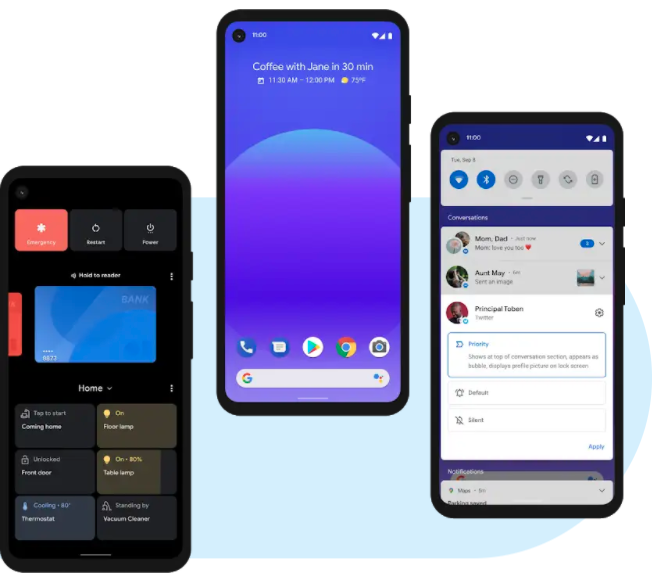 11:00
Coffee with Jane in 30 min
11:30 AM – 12:00 PM 75°F
Emergency
Restart
Power
Hold to reader
BANK
•••• 
Home
Tap to start
Coming home
On
Floor lamp
Unlocked
Front door
On • 80%
Table lamp
Cooling • 80°
Thermostat
Standing by
Vacuum Cleaner
11:00
Tue, Sep 8
Conversations
Mom, Dad • Just now
Mom: love you too ❤
Aunt May • 6m
Sent an image
Principal Toben
Twitter
Priority
Shows at top of conversation section, appears as
bubble, displays profile picture on lock screen
Default
Silent
Apply
Notifications
Maps • 5m
Parking saved